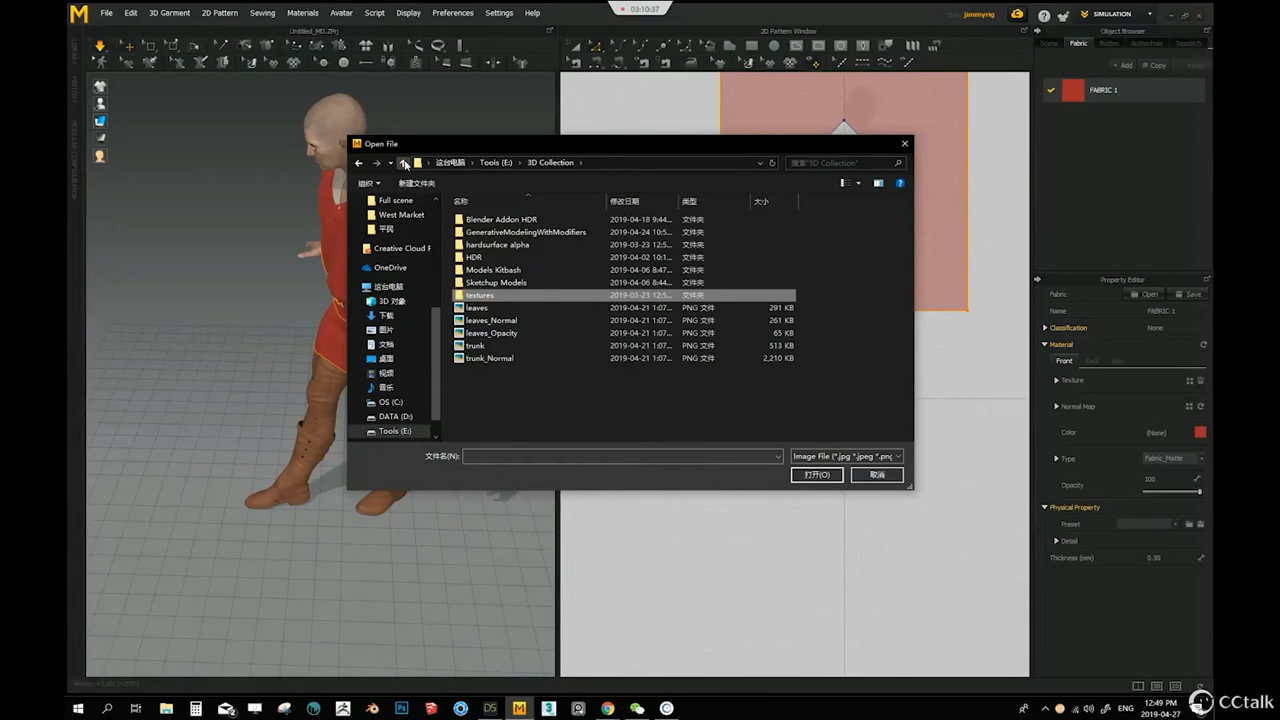 File Edit 3D Garment 2D Pattern Sewing Materials Avatar Script Display Preferences Settings Help
03:10:37
jimmyrig
SIMULATION
Untitled_MD.ZPrj
2D Pattern Window
Object Browser
Scene Fabric Button Buttonhole Topstitch
+ Add Copy
FABRIC 1
Open File
这台电脑 › Tools (E:) › 3D Collection ›
搜索"3D Collection"
组织 新建文件夹
名称 修改日期 类型 大小
Full scene
West Market
平民
Creative Cloud F
OneDrive
这台电脑
3D 对象
下载
图片
文档
桌面
视频
音乐
OS (C:)
DATA (D:)
Tools (E:)
Blender Addon HDR 2019-04-18 9:44... 文件夹
GenerativeModelingWithModifiers 2019-04-24 10:5... 文件夹
hardsurface alpha 2019-03-23 12:5... 文件夹
HDR 2019-04-02 10:1... 文件夹
Models Kitbash 2019-04-06 8:47... 文件夹
Sketchup Models 2019-04-06 8:46... 文件夹
textures 2019-03-23 12:5... 文件夹
leaves 2019-04-21 1:07... PNG 文件 291 KB
leaves_Normal 2019-04-21 1:07... PNG 文件 261 KB
leaves_Opacity 2019-04-21 1:07... PNG 文件 65 KB
trunk 2019-04-21 1:07... PNG 文件 513 KB
trunk_Normal 2019-04-21 1:07... PNG 文件 2,210 KB
文件名(N):
Image File (*.jpg *.jpeg *.png
打开(O) 取消
Property Editor
Fabric Open Save
Name FABRIC 1
Classification None
Material
Front Back Side
Texture
Normal Map
Color (None)
Type Fabric_Matte
Opacity 100
Physical Property
Preset
Detail
Thickness (mm) 0.50
ENG
12:49 PM
2019-04-27
CCtalk